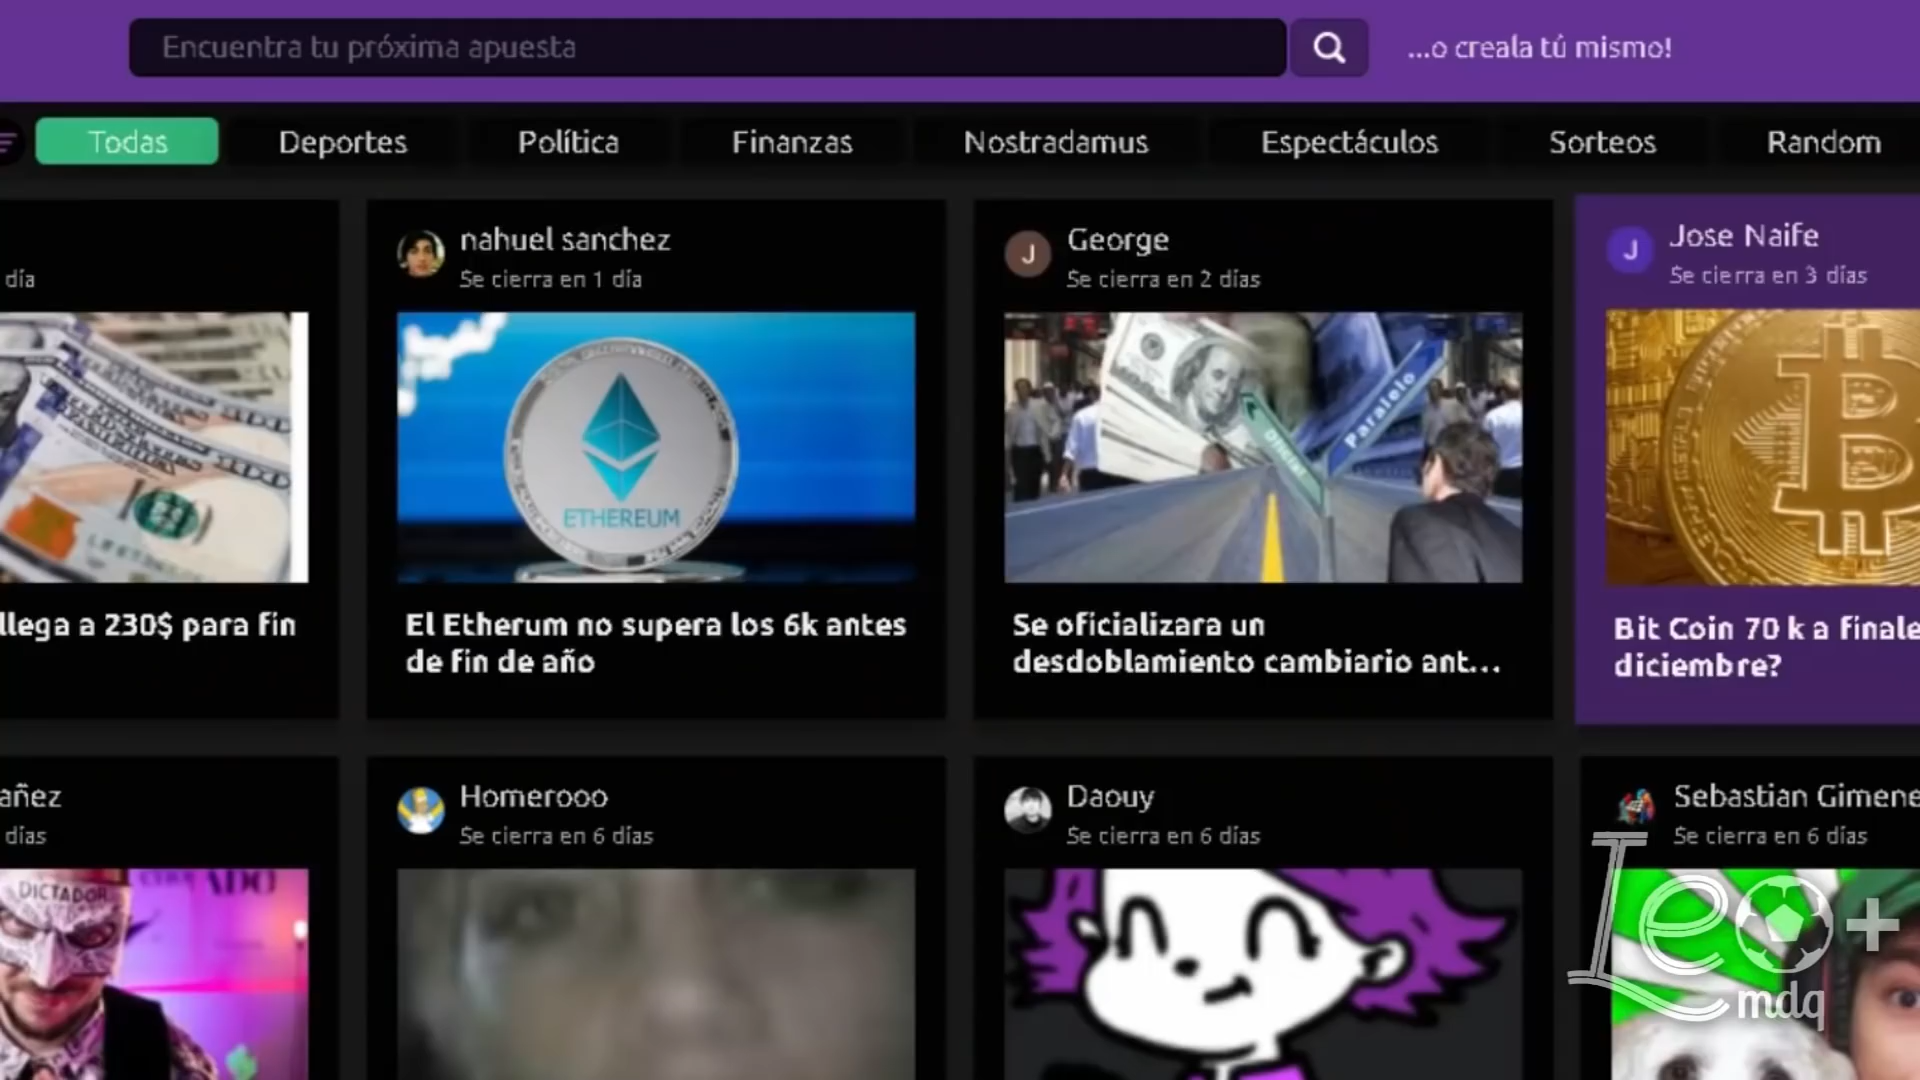 Encuentra tu próxima apuesta
...o creala tú mismo!
Todas
Deportes
Política
Finanzas
Nostradamus
Espectáculos
Sorteos
Random
día
nahuel sanchez
Se cierra en 1 día
J
George
Se cierra en 2 días
J
Jose Naife
Se cierra en 3 días
ETHEREUM
Paralelo
llega a 230$ para fin
El Etherum no supera los 6k antes
de fin de año
Se oficializara un
desdoblamiento cambiario ant...
Bit Coin 70 k a finale
diciembre?
añez
días
Homerooo
Se cierra en 6 días
Daouy
Se cierra en 6 días
Sebastian Gimene
Se cierra en 6 días
DICTADOR
Leo+
mdq